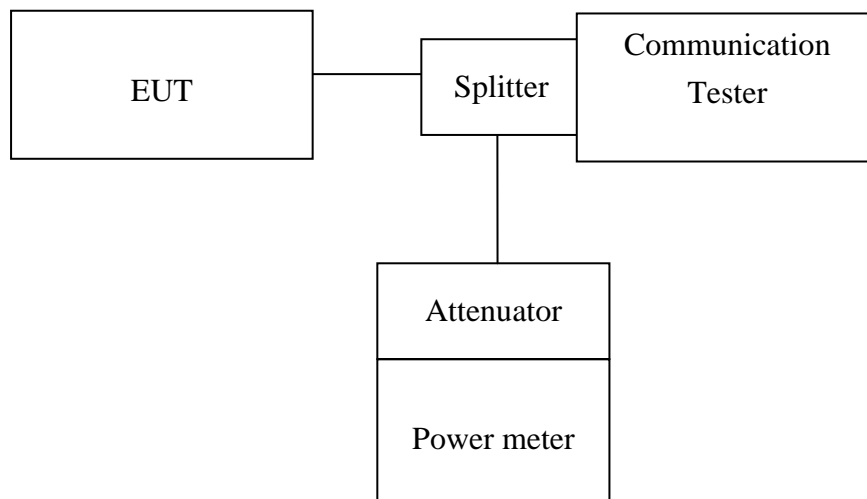 EUT
Splitter
Communication
Tester
Attenuator
Power meter